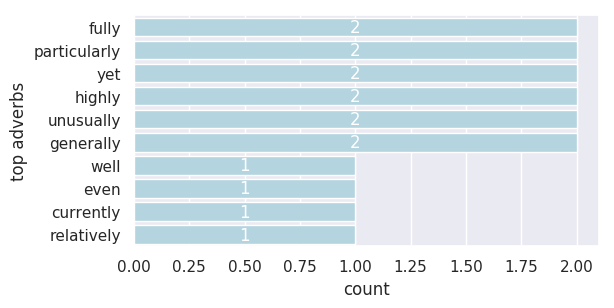 top adverbs
fully 2
particularly 2
yet 2
highly 2
unusually 2
generally 2
well 1
even 1
currently 1
relatively 1
0.00 0.25 0.50 0.75 1.00 1.25 1.50 1.75 2.00
count